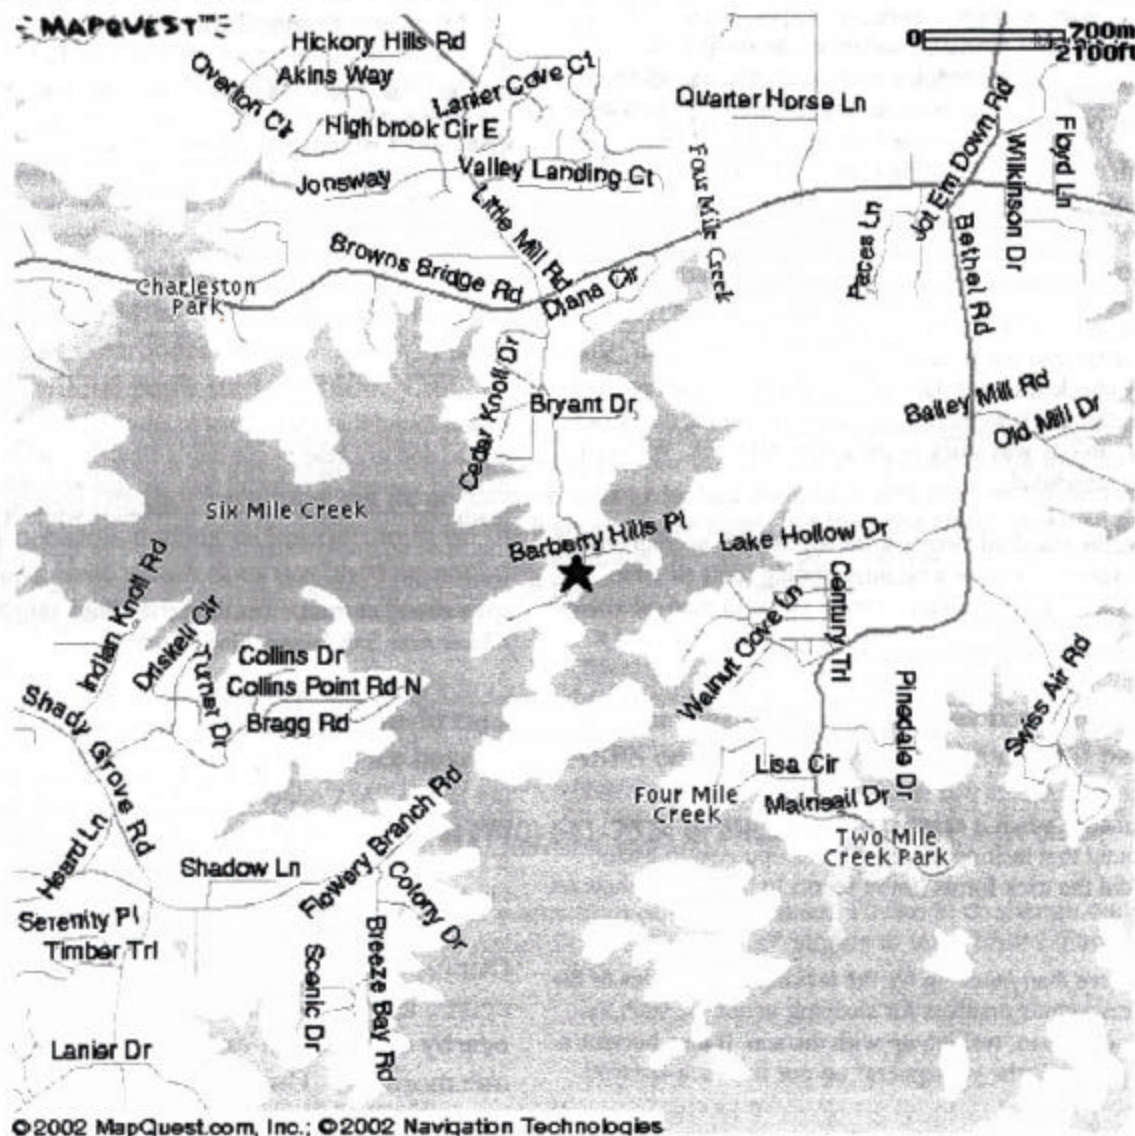 MAPQUEST™
0 700m
2100ft
Hickory Hills Rd
Overton Cir
Akins Way
Lanier Cove Ct
Quarter Horse Ln
Highbrook Cir E
Jonsway
Valley Landing Ct
Four Mile Creek
Jot Em Down Rd
Wilkinson Dr
Floyd Ln
Little Mill Rd
Paces Ln
Bethel Rd
Browns Bridge Rd
Diana Cir
Charleston
Park
Cedar Knoll Dr
Bryant Dr
Bailey Mill Rd
Old Mill Dr
Six Mile Creek
Barberry Hills Pl
Lake Hollow Dr
Indian Knoll Rd
Driskell Cir
Turner Dr
Collins Dr
Collins Point Rd N
Bragg Rd
Walnut Cove Ln
Century Trl
Pinedale Dr
Swiss Air Rd
Shady Grove Rd
Lisa Cir
Mainsail Dr
Four Mile
Creek
Two Mile
Creek Park
Heard Ln
Shadow Ln
Flowery Branch Rd
Colony Dr
Serenity Pl
Timber Trl
Scenic Dr
Breeze Bay Rd
Lanier Dr
©2002 MapQuest.com, Inc.; ©2002 Navigation Technologies